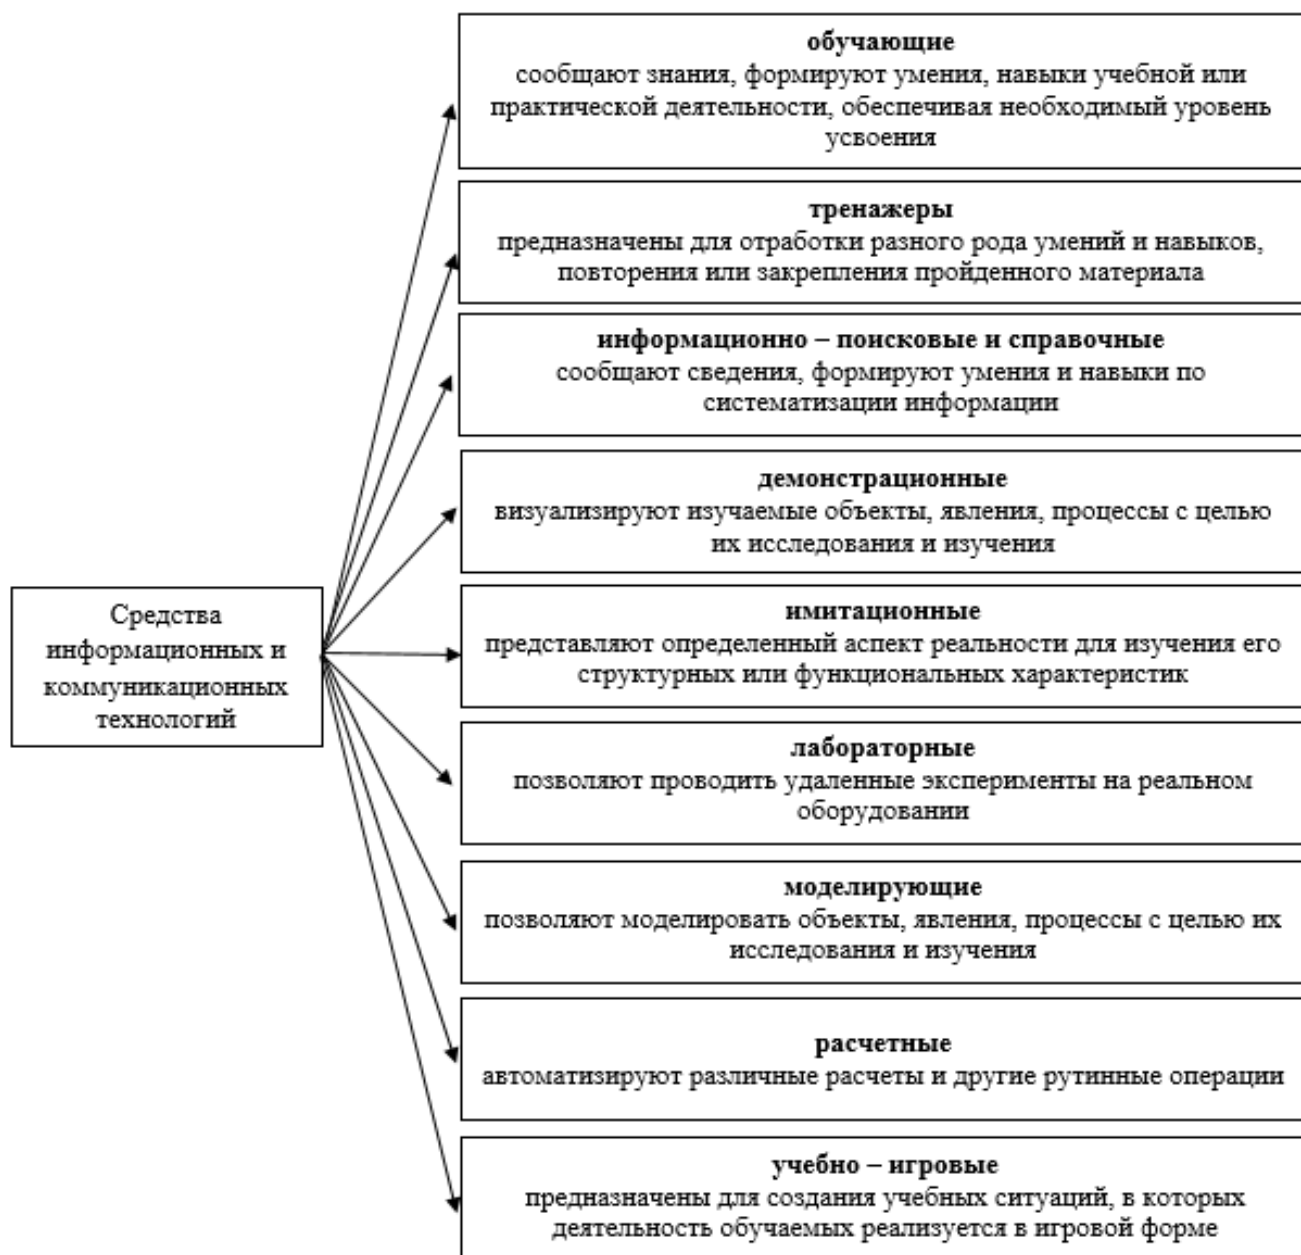 обучающие
сообщают знания, формируют умения, навыки учебной или
практической деятельности, обеспечивая необходимый уровень
усвоения
тренажеры
предназначены для отработки разного рода умений и навыков,
повторения или закрепления пройденного материала
информационно – поисковые и справочные
сообщают сведения, формируют умения и навыки по
систематизации информации
демонстрационные
визуализируют изучаемые объекты, явления, процессы с целью
их исследования и изучения
Средства
информационных и
коммуникационных
технологий
имитационные
представляют определенный аспект реальности для изучения его
структурных или функциональных характеристик
лабораторные
позволяют проводить удаленные эксперименты на реальном
оборудовании
моделирующие
позволяют моделировать объекты, явления, процессы с целью их
исследования и изучения
расчетные
автоматизируют различные расчеты и другие рутинные операции
учебно – игровые
предназначены для создания учебных ситуаций, в которых
деятельность обучаемых реализуется в игровой форме